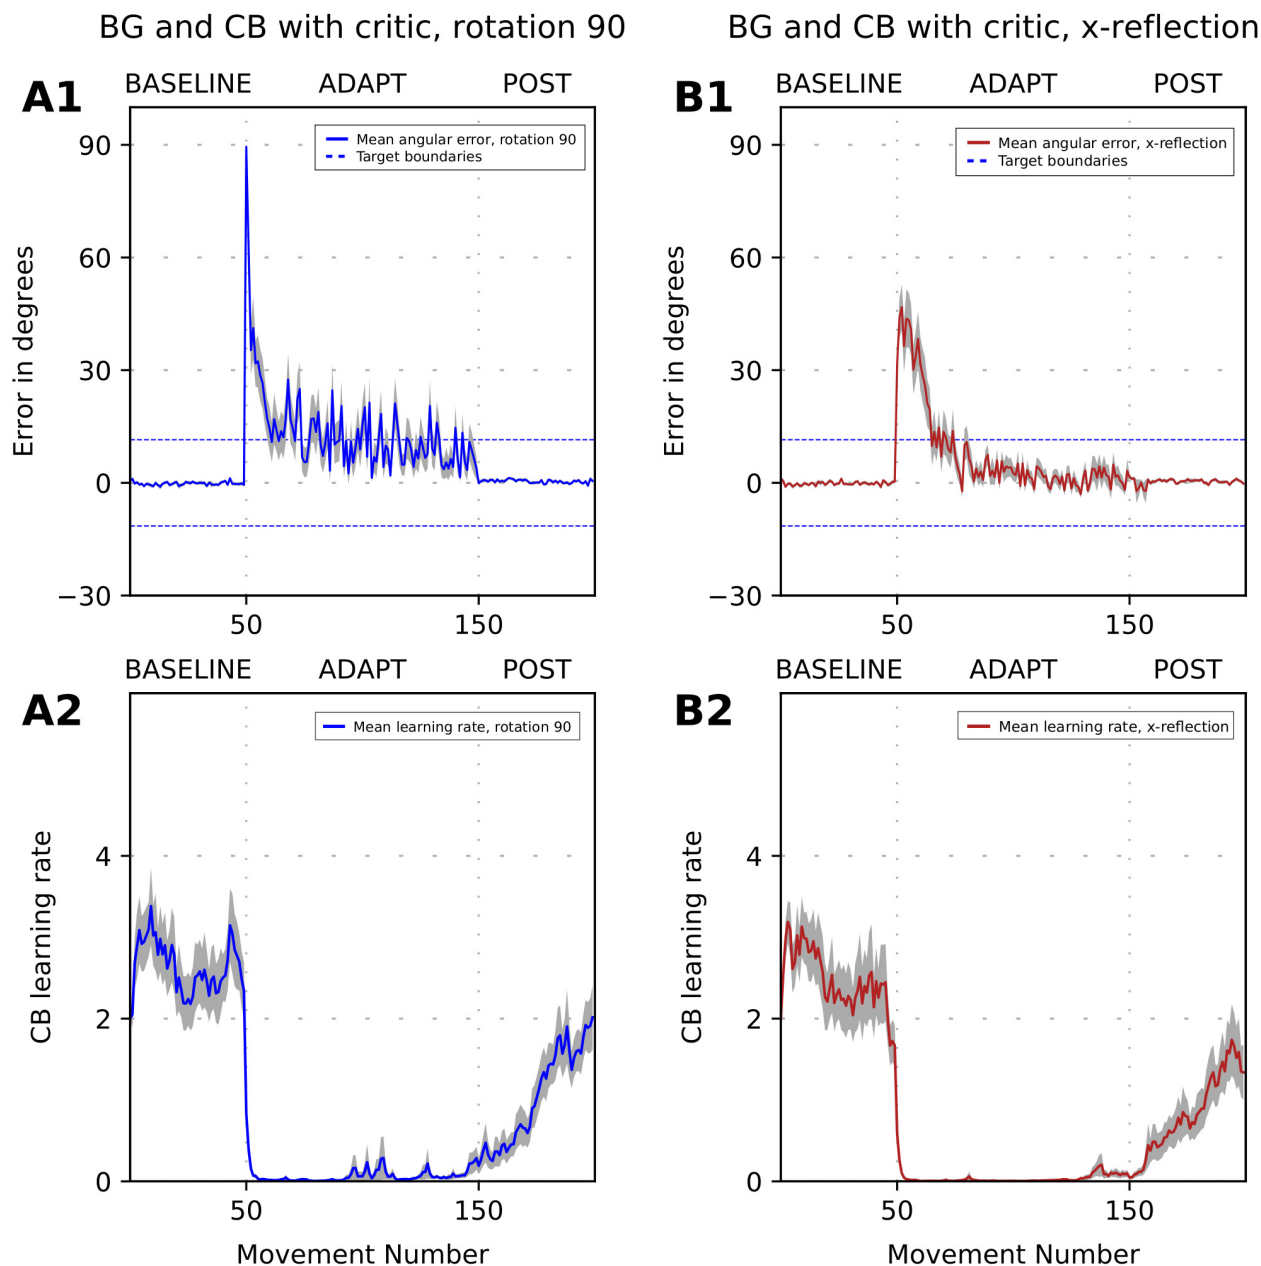 BG and CB with critic, rotation 90
BG and CB with critic, x-reflection
A1
BASELINE ADAPT POST
Mean angular error, rotation 90
Target boundaries
Error in degrees
90
60
30
0
−30
50
150
B1
BASELINE ADAPT POST
Mean angular error, x-reflection
Target boundaries
Error in degrees
90
60
30
0
−30
50
150
A2
BASELINE ADAPT POST
Mean learning rate, rotation 90
CB learning rate
4
2
0
50
150
Movement Number
B2
BASELINE ADAPT POST
Mean learning rate, x-reflection
CB learning rate
4
2
0
50
150
Movement Number